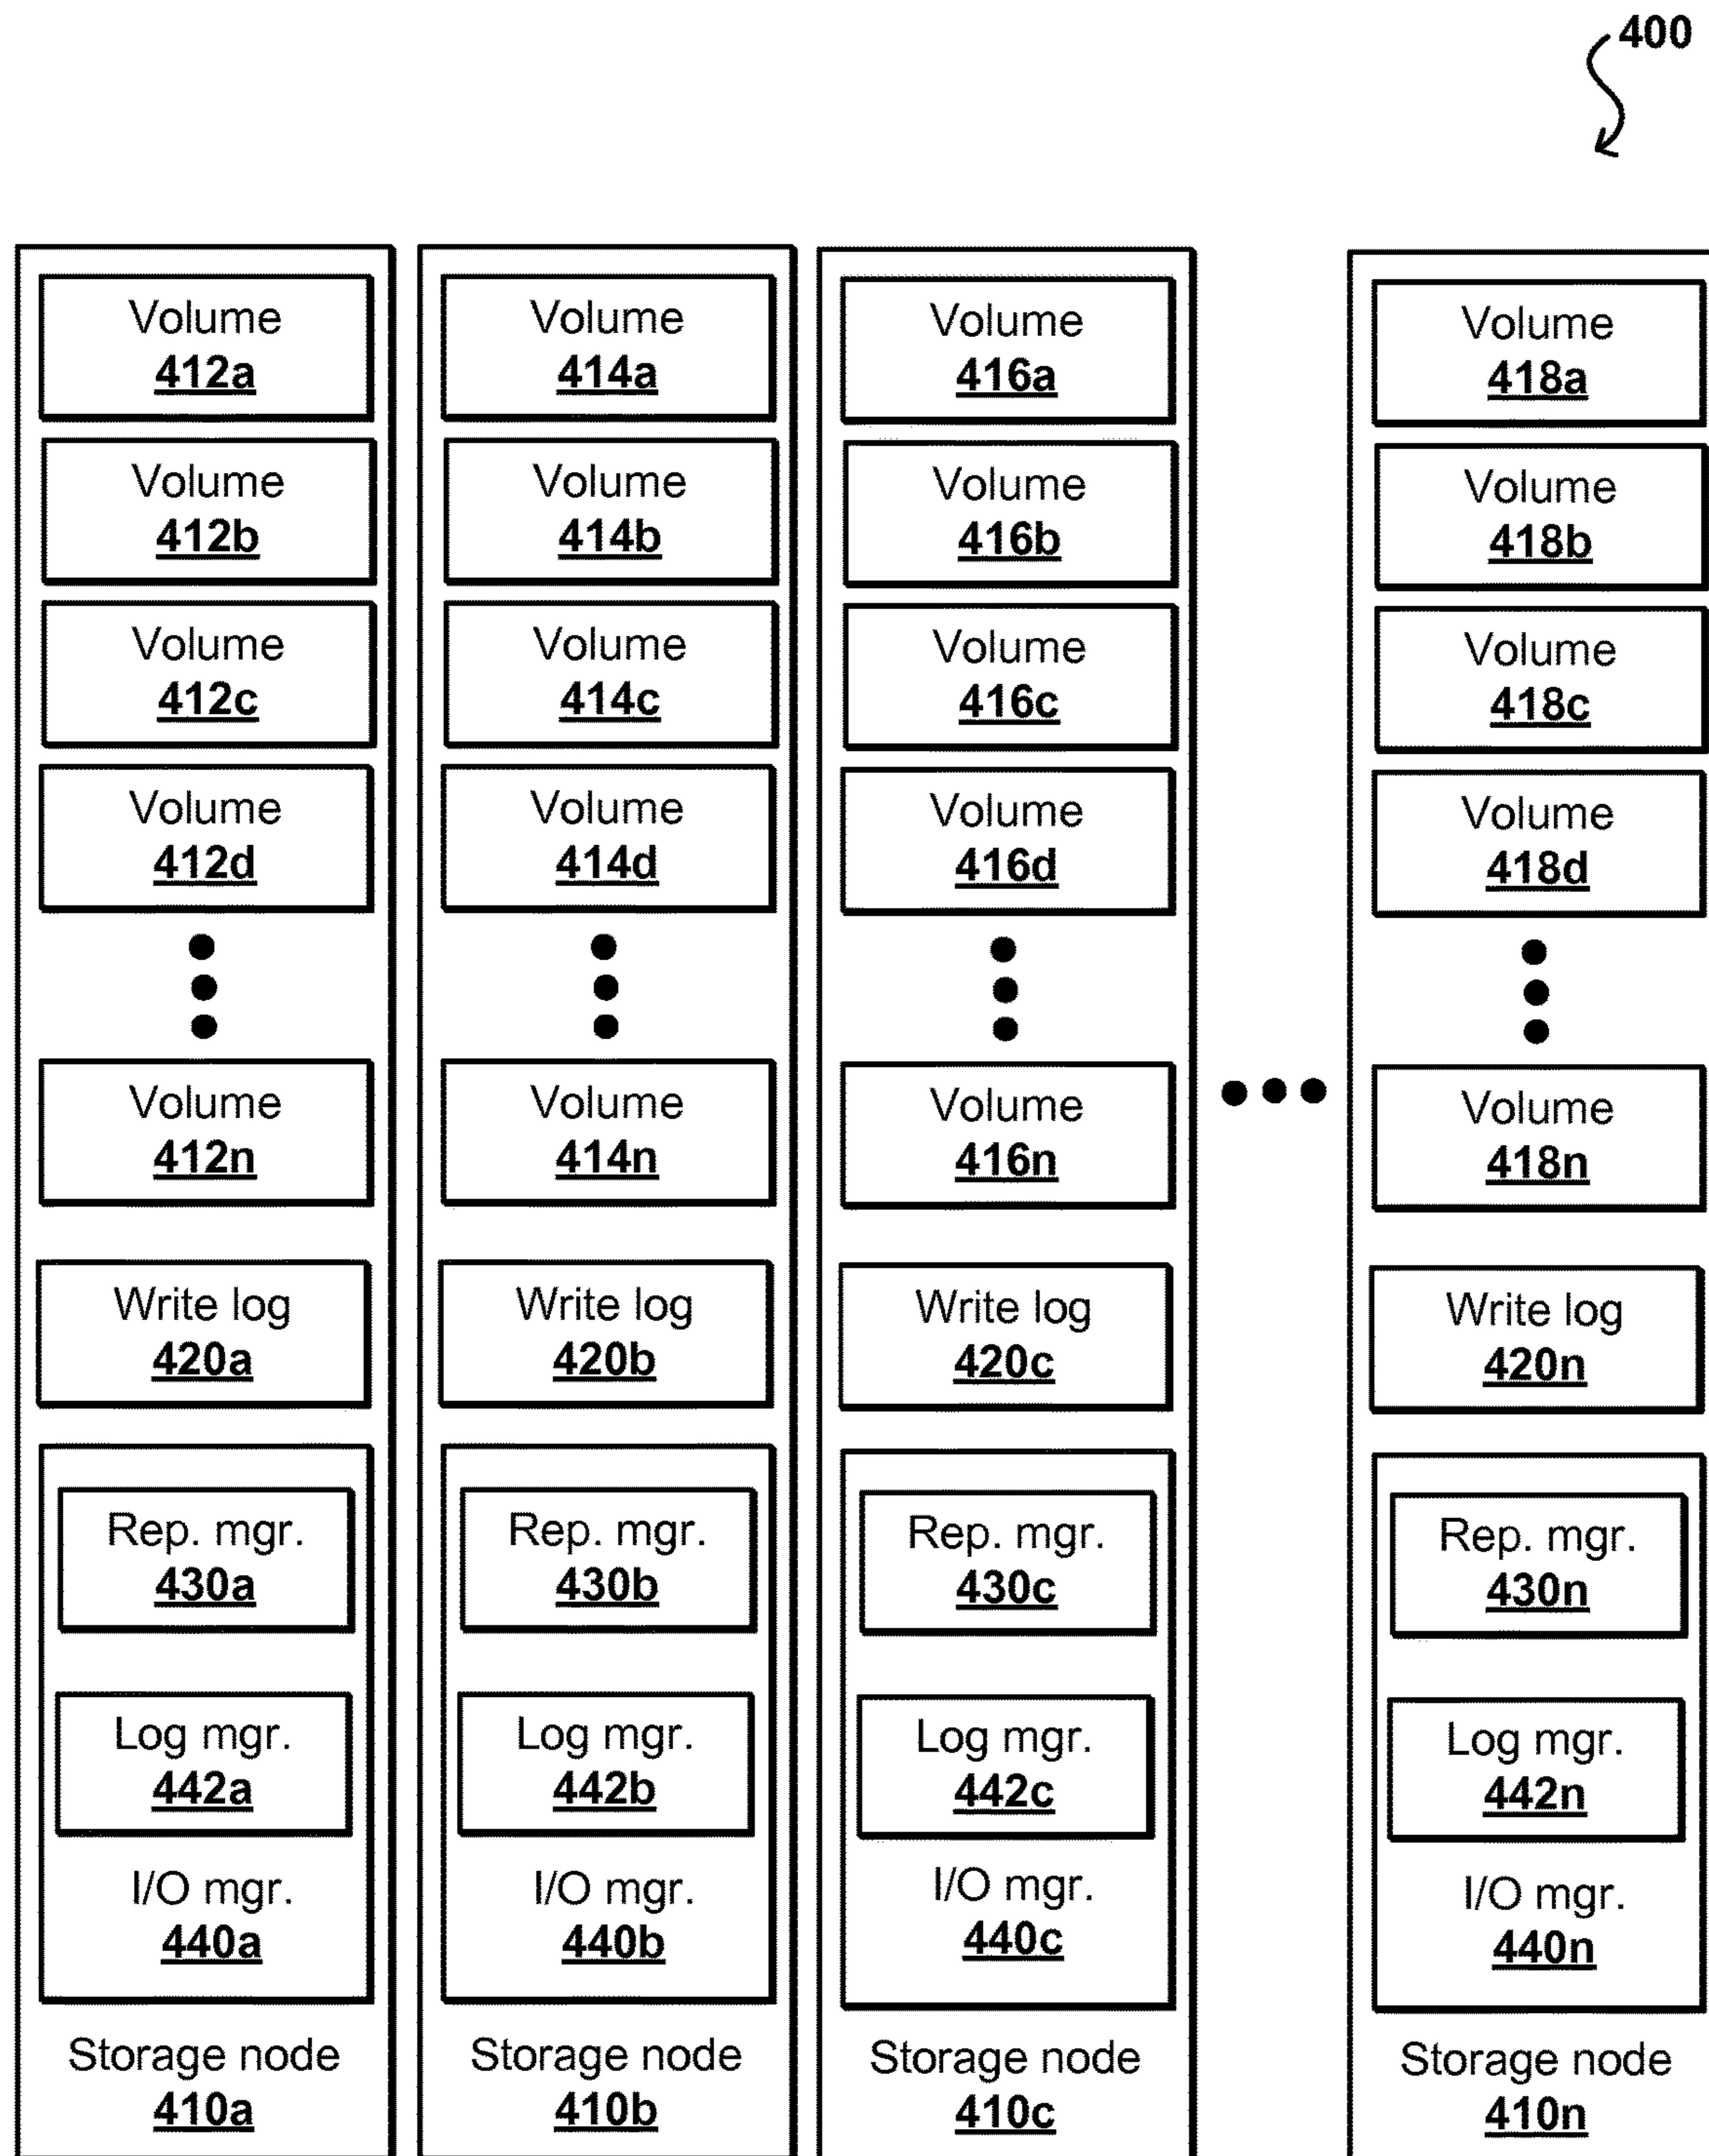 400
Volume
412a
Volume
412b
Volume
412c
Volume
412d
Volume
412n
Write log
420a
Rep. mgr.
430a
Log mgr.
442a
I/O mgr.
440a
Storage node
410a
Volume
414a
Volume
414b
Volume
414c
Volume
414d
Volume
414n
Write log
420b
Rep. mgr.
430b
Log mgr.
442b
I/O mgr.
440b
Storage node
410b
Volume
416a
Volume
416b
Volume
416c
Volume
416d
Volume
416n
Write log
420c
Rep. mgr.
430c
Log mgr.
442c
I/O mgr.
440c
Storage node
410c
Volume
418a
Volume
418b
Volume
418c
Volume
418d
Volume
418n
Write log
420n
Rep. mgr.
430n
Log mgr.
442n
I/O mgr.
440n
Storage node
410n